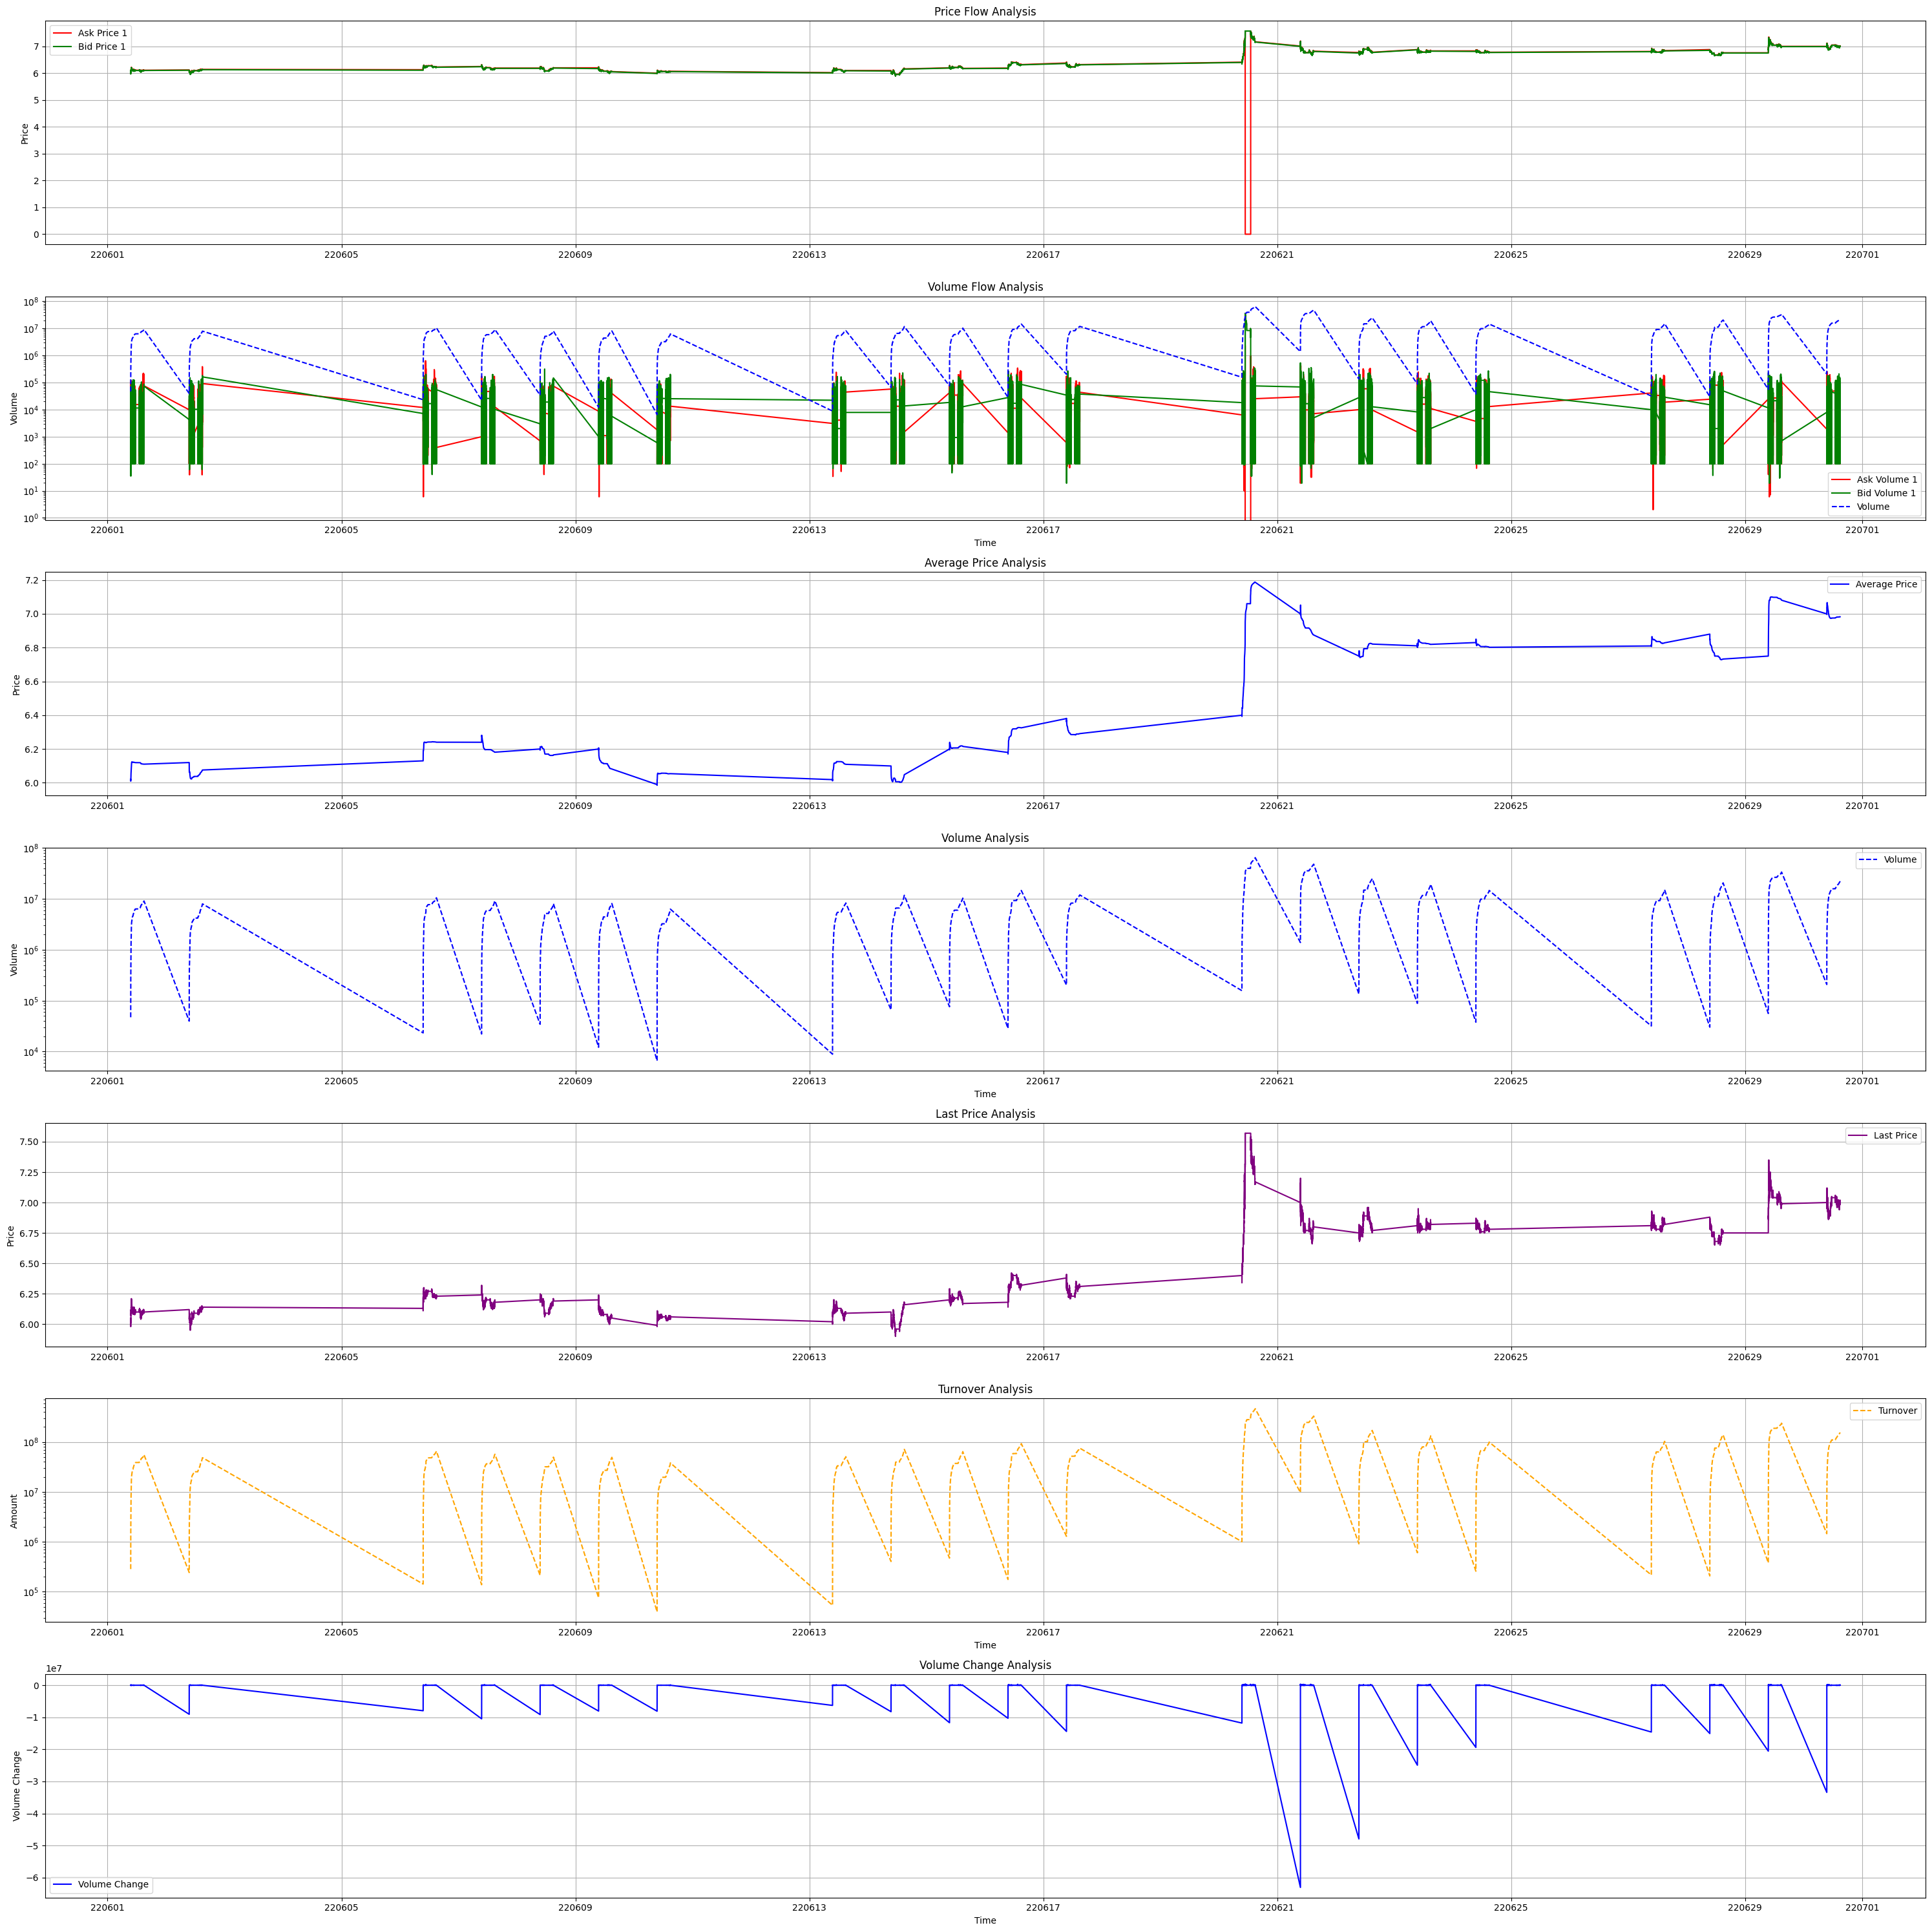 Price Flow Analysis
Ask Price 1
Bid Price 1
7
6
5
4
3
2
1
0
Price
220601 220605 220609 220613 220617 220621 220625 220629 220701
Volume Flow Analysis
10⁸
10⁷
10⁶
10⁵
10⁴
10³
10²
10¹
10⁰
Volume
Ask Volume 1
Bid Volume 1
Volume
220601 220605 220609 220613 220617 220621 220625 220629 220701
Time
Average Price Analysis
Average Price
7.2
7.0
6.8
6.6
6.4
6.2
6.0
Price
220601 220605 220609 220613 220617 220621 220625 220629 220701
Volume Analysis
Volume
10⁸
10⁷
10⁶
10⁵
10⁴
Volume
220601 220605 220609 220613 220617 220621 220625 220629 220701
Time
Last Price Analysis
Last Price
7.50
7.25
7.00
6.75
6.50
6.25
6.00
Price
220601 220605 220609 220613 220617 220621 220625 220629 220701
Turnover Analysis
Turnover
10⁸
10⁷
10⁶
10⁵
Amount
220601 220605 220609 220613 220617 220621 220625 220629 220701
Time
Volume Change Analysis
1e7
0
−1
−2
−3
−4
−5
−6
Volume Change
Volume Change
220601 220605 220609 220613 220617 220621 220625 220629 220701
Time